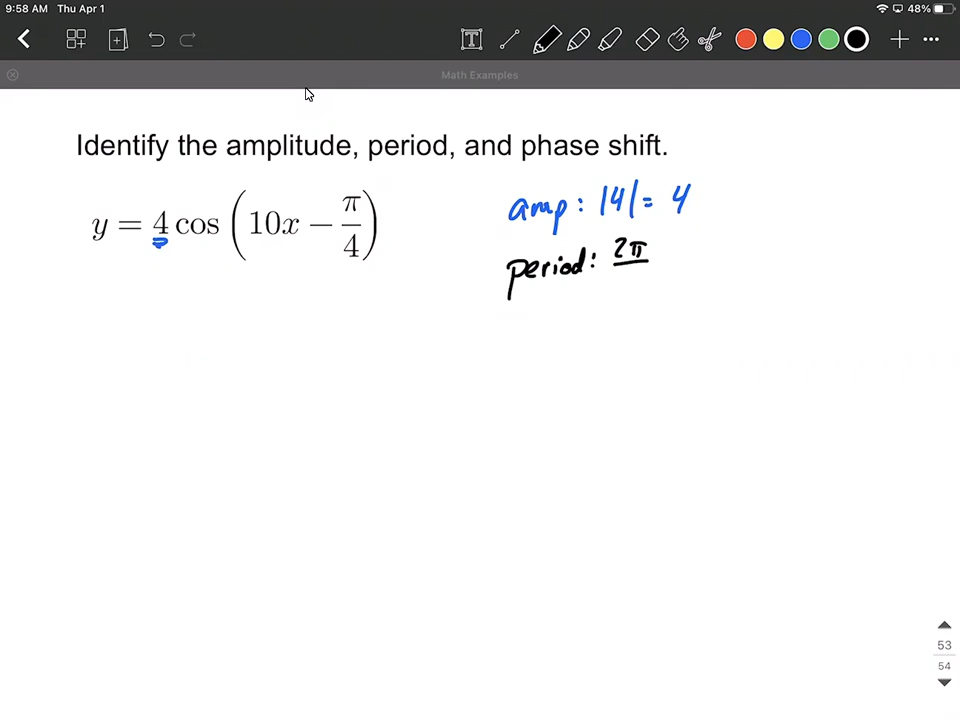 9:58 AM Thu Apr 1 48%
Math Examples
Identify the amplitude, period, and phase shift.
y = 4 cos (10x − π/4)
amp: |4| = 4
period: 2π
53
54